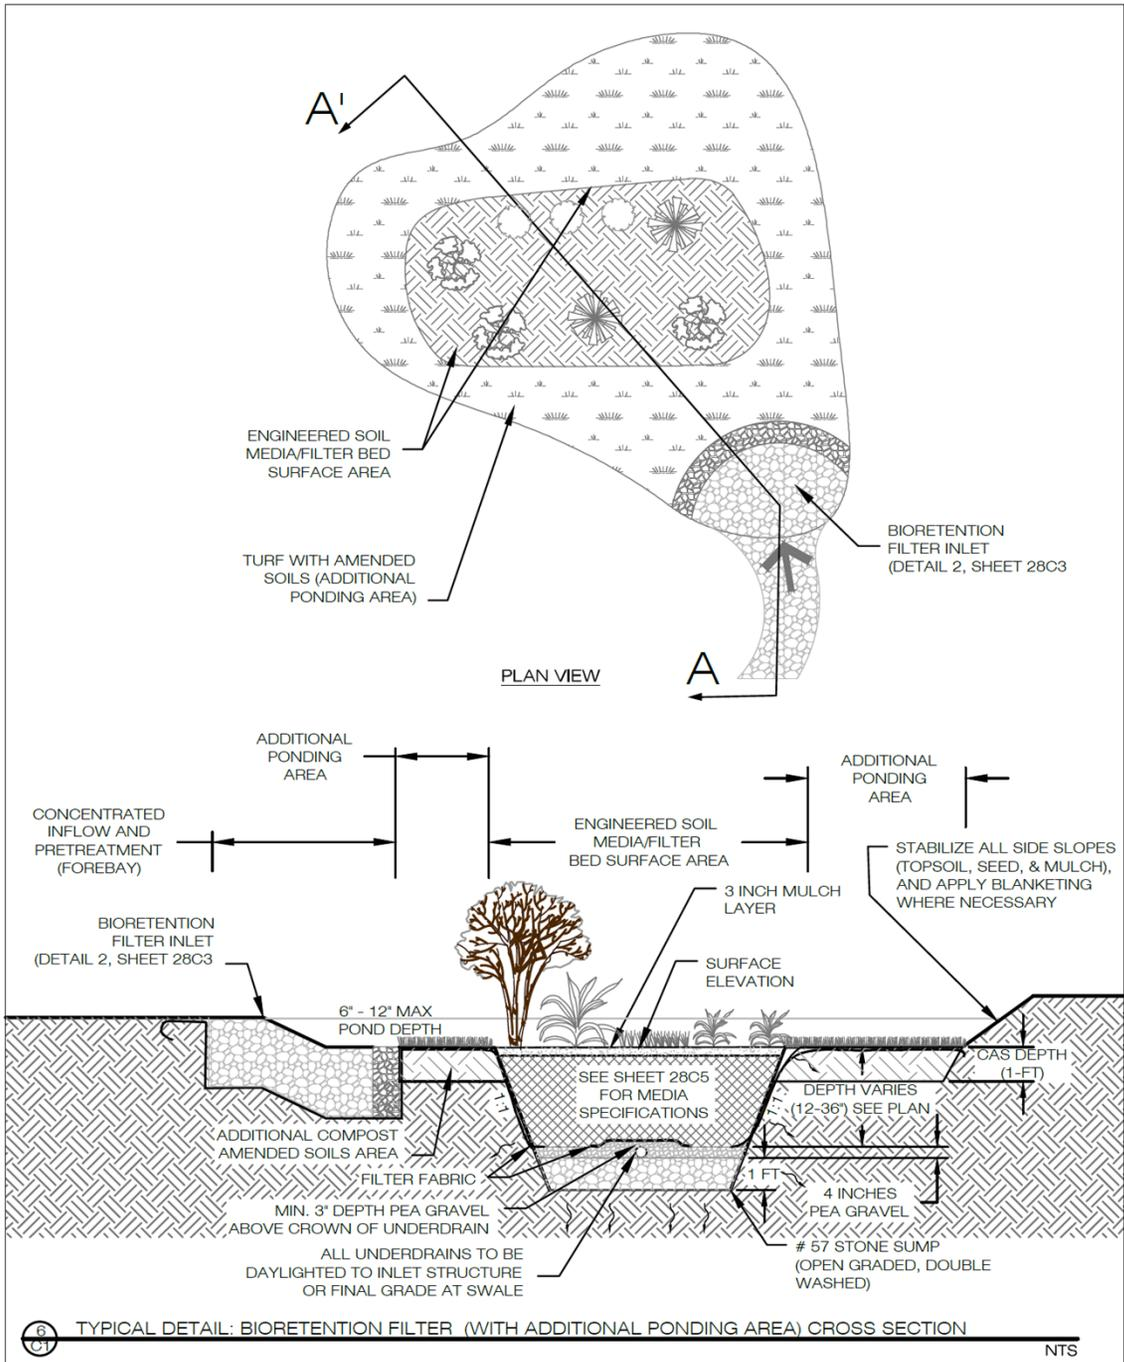 A'
ENGINEERED SOIL
MEDIA/FILTER BED
SURFACE AREA
TURF WITH AMENDED
SOILS (ADDITIONAL
PONDING AREA)
BIORETENTION
FILTER INLET
(DETAIL 2, SHEET 28C3
PLAN VIEW
A
ADDITIONAL
PONDING
AREA
ADDITIONAL
PONDING
AREA
CONCENTRATED
INFLOW AND
PRETREATMENT
(FOREBAY)
ENGINEERED SOIL
MEDIA/FILTER
BED SURFACE AREA
STABILIZE ALL SIDE SLOPES
(TOPSOIL, SEED, & MULCH),
AND APPLY BLANKETING
WHERE NECESSARY
3 INCH MULCH
LAYER
BIORETENTION
FILTER INLET
(DETAIL 2, SHEET 28C3
SURFACE
ELEVATION
6" - 12" MAX
POND DEPTH
CAS DEPTH
(1-FT)
SEE SHEET 28C5
FOR MEDIA
SPECIFICATIONS
DEPTH VARIES
(12-36") SEE PLAN
1:1
1:1
ADDITIONAL COMPOST
AMENDED SOILS AREA
FILTER FABRIC
1 FT
4 INCHES
PEA GRAVEL
MIN. 3" DEPTH PEA GRAVEL
ABOVE CROWN OF UNDERDRAIN
ALL UNDERDRAINS TO BE
DAYLIGHTED TO INLET STRUCTURE
OR FINAL GRADE AT SWALE
# 57 STONE SUMP
(OPEN GRADED, DOUBLE
WASHED)
6
C1
TYPICAL DETAIL: BIORETENTION FILTER (WITH ADDITIONAL PONDING AREA) CROSS SECTION
NTS